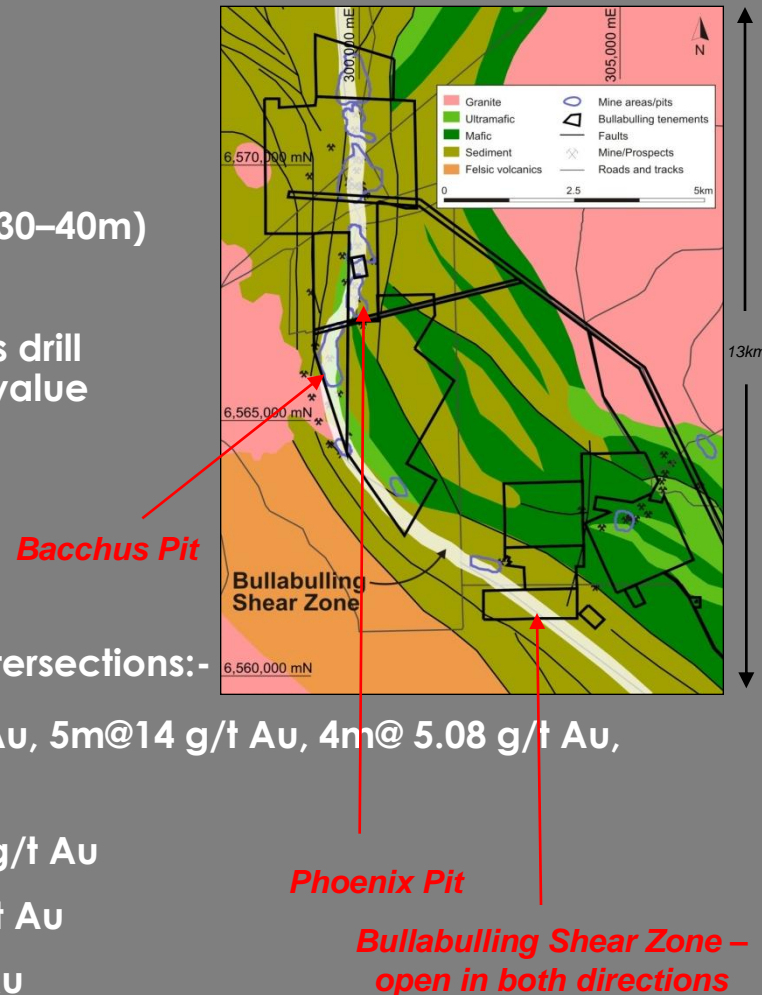 30–40m)
s drill
value
tersections:-
Au, 5m@14 g/t Au, 4m@ 5.08 g/t Au,
g/t Au
t Au
u
300,000 mE
305,000 mE
N
Granite
Ultramafic
Mafic
Sediment
Felsic volcanics
Mine areas/pits
Bullabulling tenements
Faults
Mine/Prospects
Roads and tracks
0 2.5 5km
6,570,000 mN
6,565,000 mN
6,560,000 mN
13km
Bullabulling
Shear Zone
Bacchus Pit
Phoenix Pit
Bullabulling Shear Zone –
open in both directions